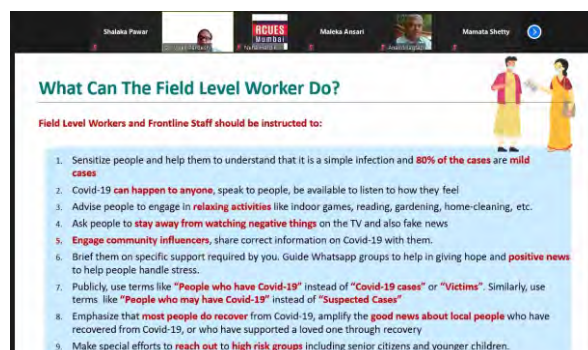 Shalaka Pawar
RCUES
Mumbai
Maleka Ansari
Mamata Shetty
What Can The Field Level Worker Do?
Field Level Workers and Frontline Staff should be instructed to:
1. Sensitize people and help them to understand that it is a simple infection and 80% of the cases are mild
cases
2. Covid-19 can happen to anyone, speak to people, be available to listen to how they feel
3. Advise people to engage in relaxing activities like indoor games, reading, gardening, home-cleaning, etc.
4. Ask people to stay away from watching negative things on the TV and also fake news
5. Engage community influencers, share correct information on Covid-19 with them.
6. Brief them on specific support required by you. Guide Whatsapp groups to help in giving hope and positive news
to help people handle stress.
7. Publicly, use terms like "People who have Covid-19" instead of "Covid-19 cases" or "Victims". Similarly, use
terms like "People who may have Covid-19" instead of "Suspected Cases"
8. Emphasize that most people do recover from Covid-19, amplify the good news about local people who have
recovered from Covid-19, or who have supported a loved one through recovery
9. Make special efforts to reach out to high risk groups including senior citizens and younger children.